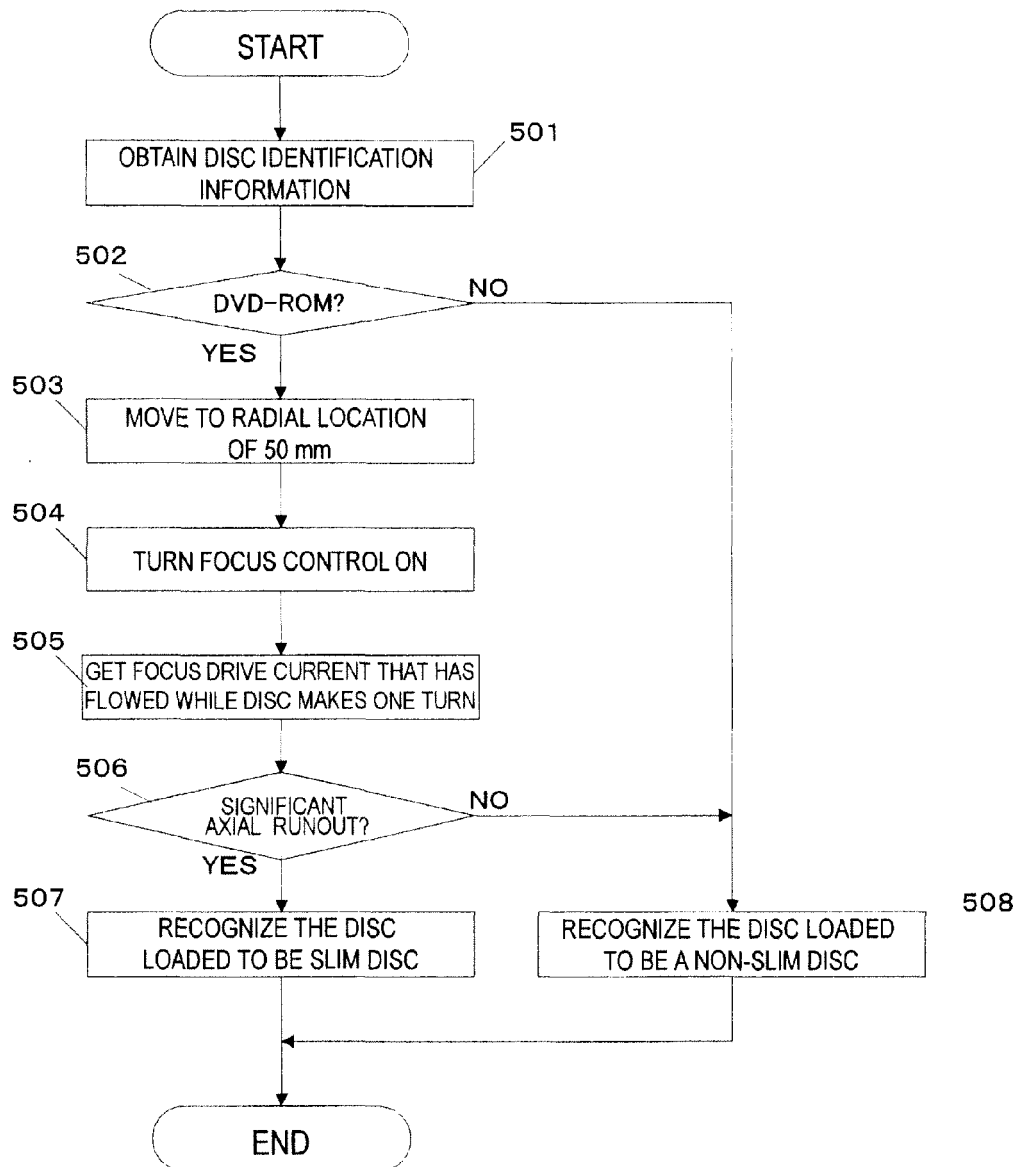 START
501
OBTAIN DISC IDENTIFICATION
INFORMATION
502
DVD-ROM?
NO
YES
503
MOVE TO RADIAL LOCATION
OF 50 mm
504
TURN FOCUS CONTROL ON
505
GET FOCUS DRIVE CURRENT THAT HAS
FLOWED WHILE DISC MAKES ONE TURN
506
SIGNIFICANT
AXIAL RUNOUT?
NO
YES
507
RECOGNIZE THE DISC
LOADED TO BE SLIM DISC
508
RECOGNIZE THE DISC LOADED
TO BE A NON-SLIM DISC
END